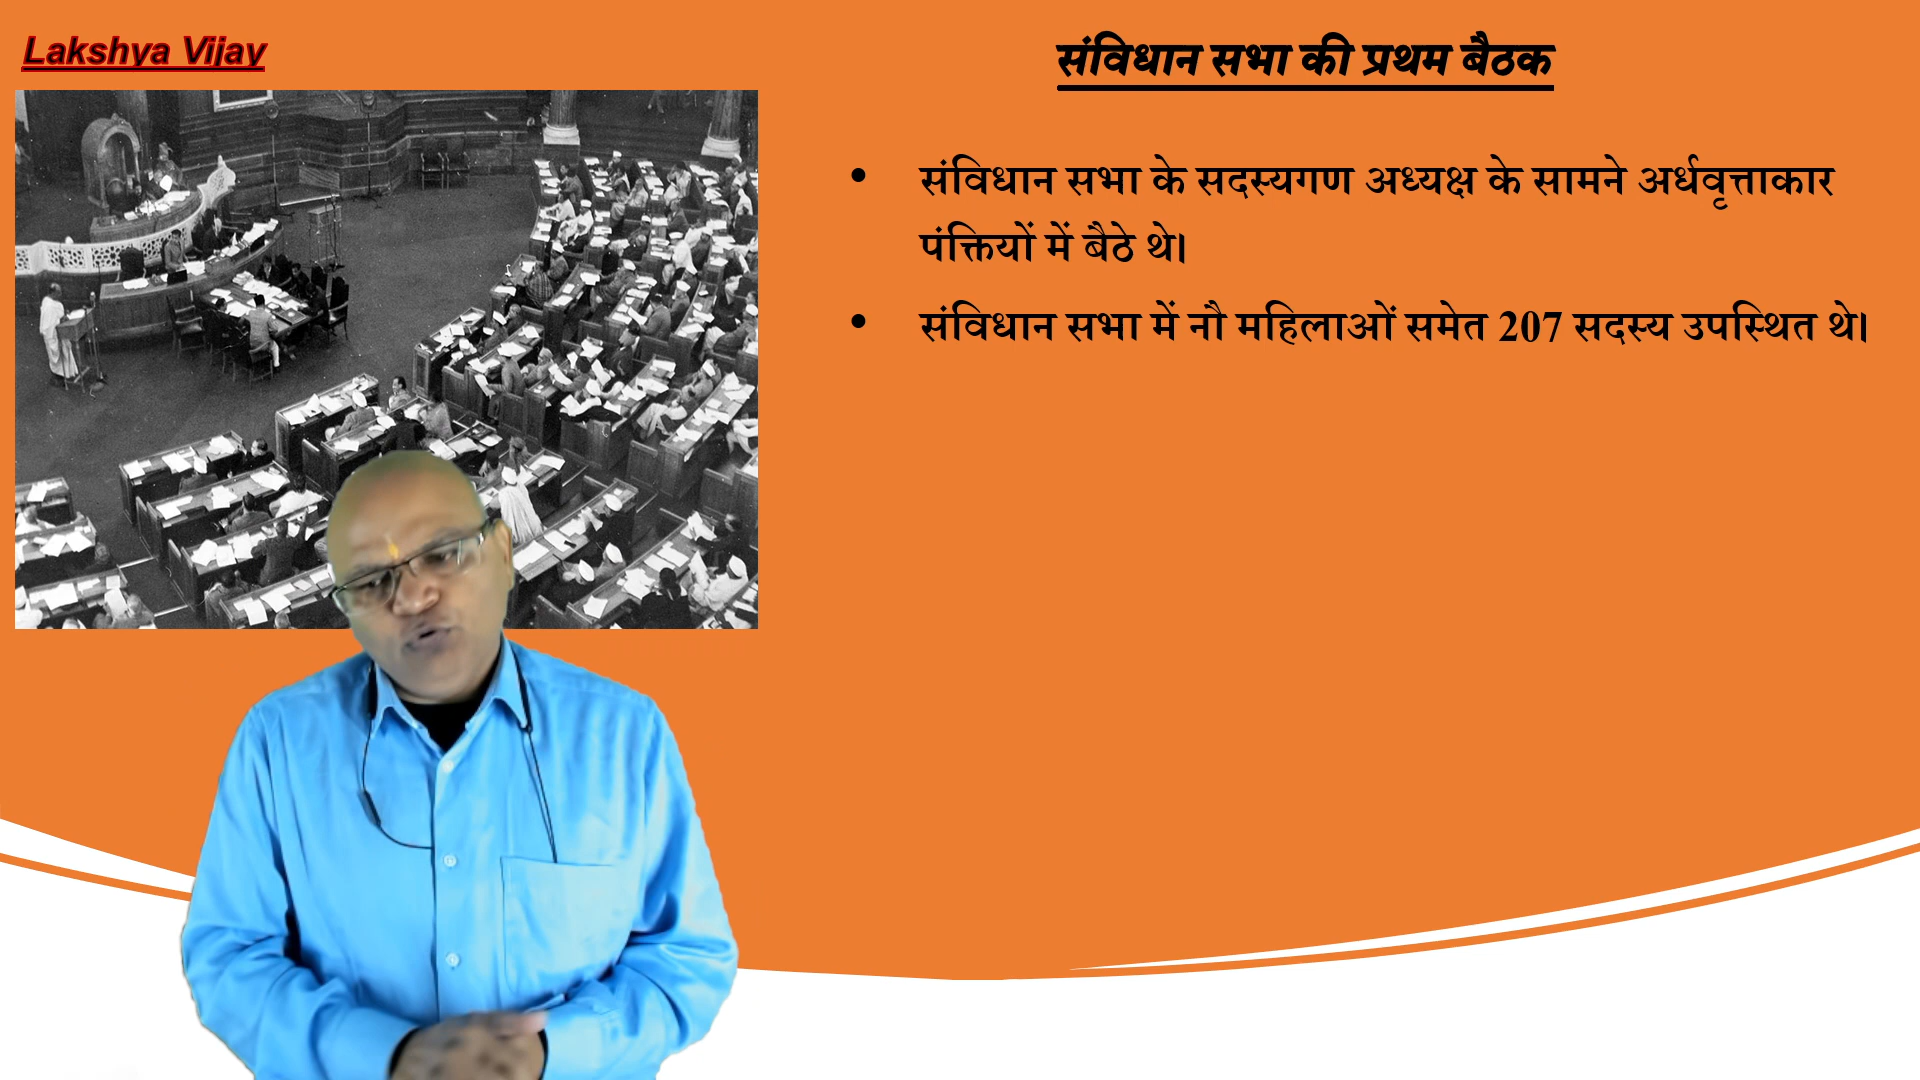 Lakshya Vijay
संविधान सभा की प्रथम बैठक
• संविधान सभा के सदस्यगण अध्यक्ष के सामने अर्धवृत्ताकार
पंक्तियों में बैठे थे।
• संविधान सभा में नौ महिलाओं समेत 207 सदस्य उपस्थित थे।